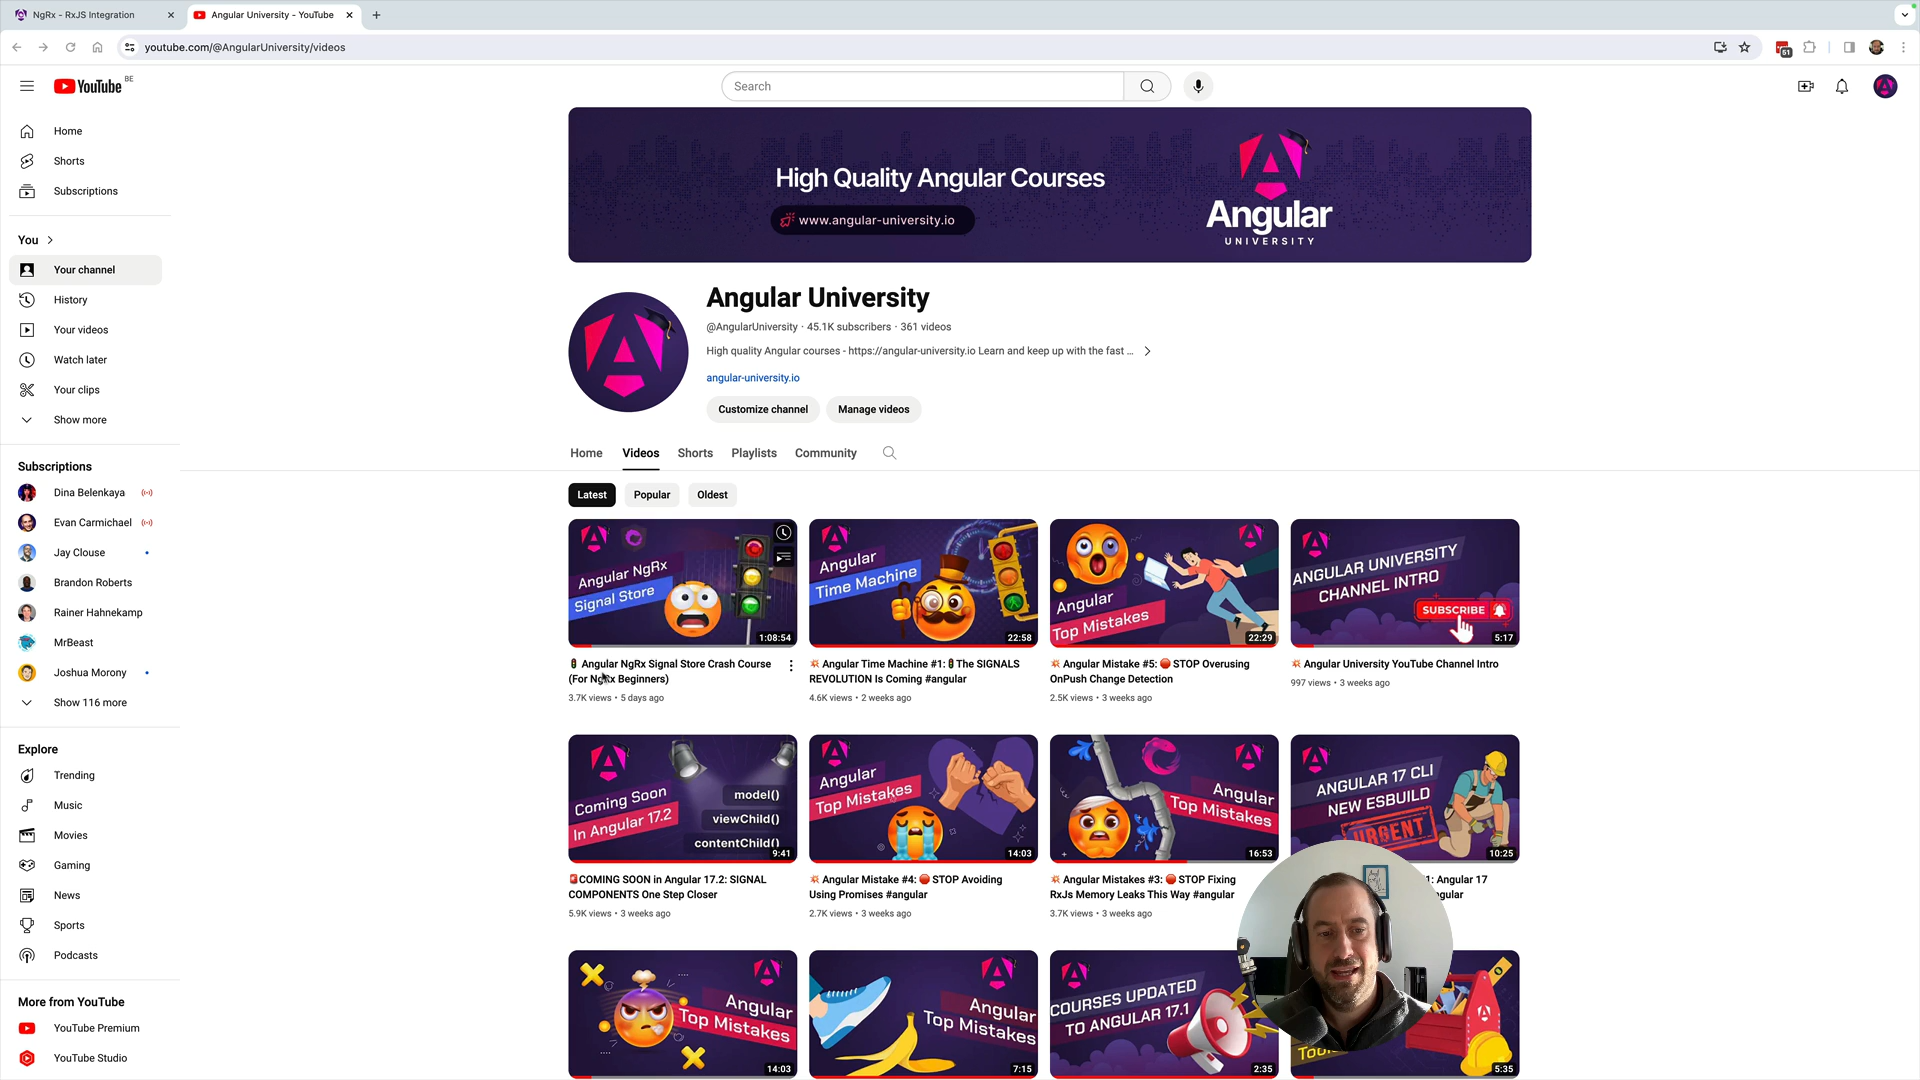 NgRx - RxJS Integration
Angular University - YouTube
youtube.com/@AngularUniversity/videos
51
YouTube
BE
Search
Home
Shorts
Subscriptions
You
Your channel
History
Your videos
Watch later
Your clips
Show more
Subscriptions
Dina Belenkaya
Evan Carmichael
Jay Clouse
Brandon Roberts
Rainer Hahnekamp
MrBeast
Joshua Morony
Show 116 more
Explore
Trending
Music
Movies
Gaming
News
Sports
Podcasts
More from YouTube
YouTube Premium
YouTube Studio
High Quality Angular Courses
www.angular-university.io
Angular
UNIVERSITY
Angular University
@AngularUniversity · 45.1K subscribers · 361 videos
High quality Angular courses - https://angular-university.io Learn and keep up with the fast ...
angular-university.io
Customize channel
Manage videos
Home
Videos
Shorts
Playlists
Community
Latest
Popular
Oldest
Angular NgRx
Signal Store
1:08:54
Angular NgRx Signal Store Crash Course
(For NgRx Beginners)
3.7K views • 5 days ago
Angular
Time Machine
22:58
Angular Time Machine #1: The SIGNALS
REVOLUTION Is Coming #angular
4.6K views • 2 weeks ago
Angular
Top Mistakes
22:29
Angular Mistake #5: STOP Overusing
OnPush Change Detection
2.5K views • 3 weeks ago
ANGULAR UNIVERSITY
CHANNEL INTRO
SUBSCRIBE
5:17
Angular University YouTube Channel Intro
997 views • 3 weeks ago
Coming Soon
In Angular 17.2
model()
viewChild()
contentChild()
9:41
COMING SOON in Angular 17.2: SIGNAL
COMPONENTS One Step Closer
5.9K views • 3 weeks ago
Angular
Top Mistakes
14:03
Angular Mistake #4: STOP Avoiding
Using Promises #angular
2.7K views • 3 weeks ago
Angular
Top Mistakes
16:53
Angular Mistakes #3: STOP Fixing
RxJs Memory Leaks This Way #angular
3.7K views • 3 weeks ago
ANGULAR 17 CLI
NEW ESBUILD
URGENT
10:25
1: Angular 17
Angular
Top Mistakes
14:03
Angular
Top Mistakes
7:15
COURSES UPDATED
TO ANGULAR 17.1
2:35
5:35